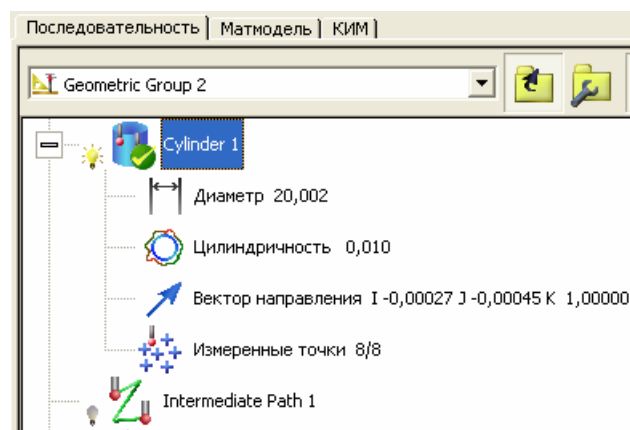 Последовательность Матмодель КИМ
Geometric Group 2
Cylinder 1
Диаметр 20,002
Цилиндричность 0,010
Вектор направления I -0,00027 J -0,00045 K 1,00000
Измеренные точки 8/8
Intermediate Path 1